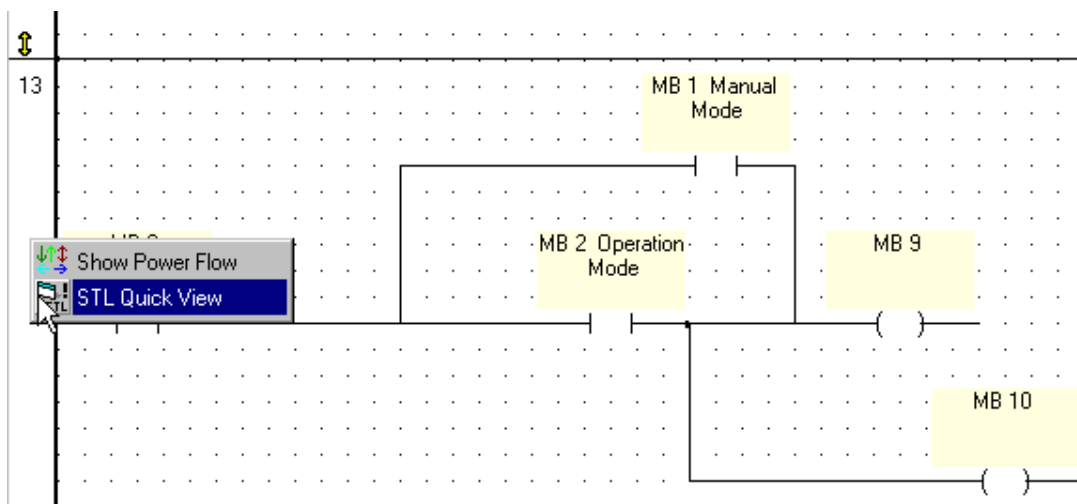 13
MB 1 Manual
Mode
Show Power Flow
STL Quick View
MB 2 Operation
Mode
MB 9
MB 10